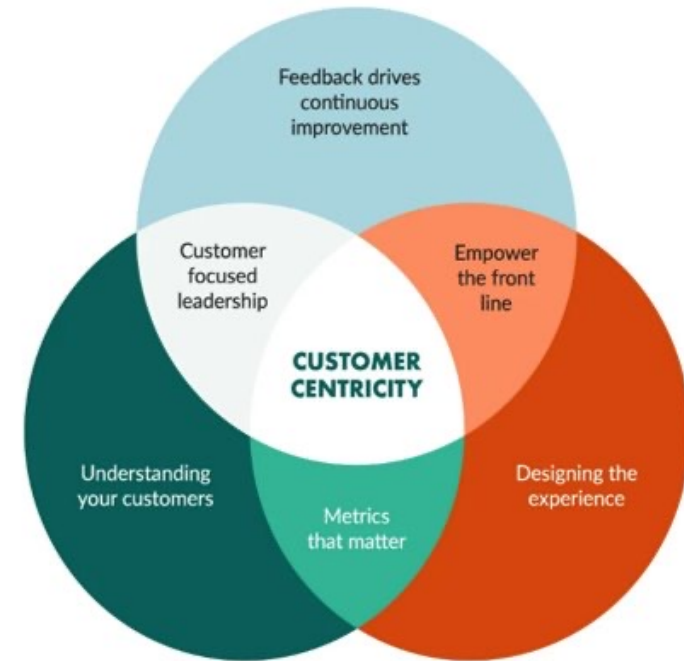 Feedback drives
continuous
improvement
Customer
focused
leadership
Empower
the front
line
CUSTOMER
CENTRICITY
Understanding
your customers
Metrics
that matter
Designing the
experience